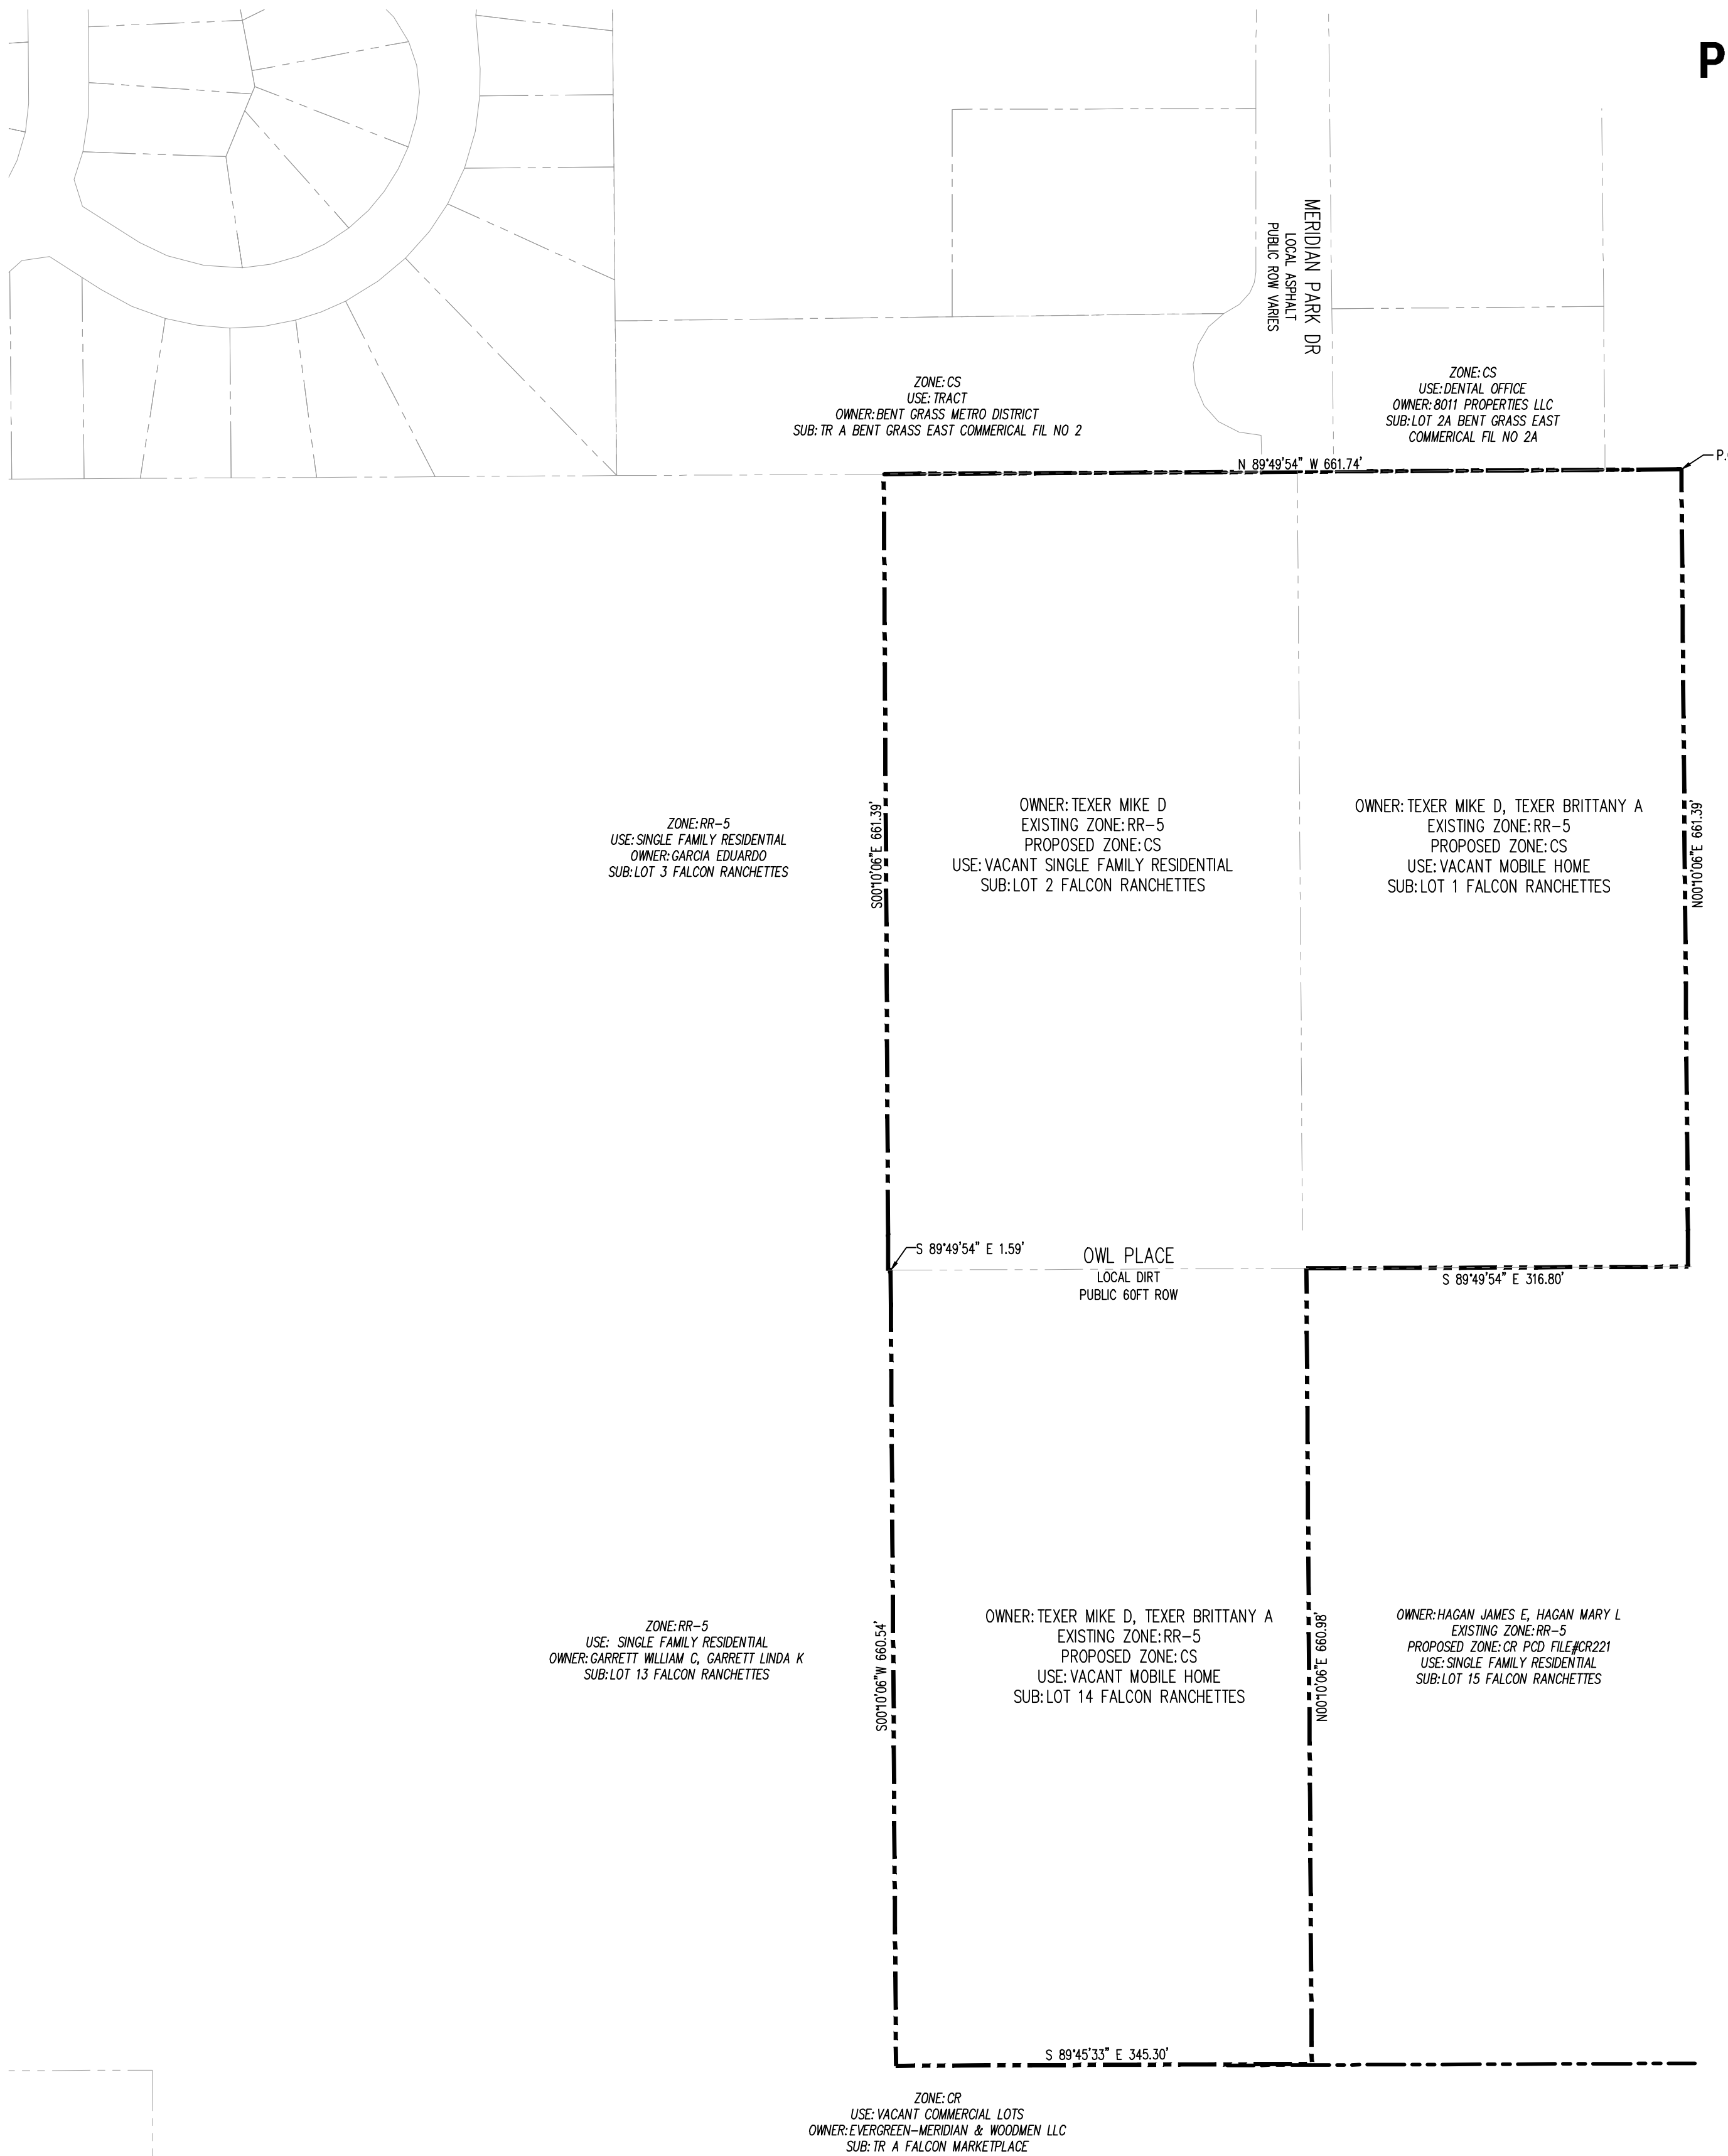 P
MERIDIAN PARK DR
LOCAL ASPHALT
PUBLIC ROW VARIES
ZONE: CS
USE: TRACT
OWNER: BENT GRASS METRO DISTRICT
SUB: TR A BENT GRASS EAST COMMERICAL FIL NO 2
ZONE: CS
USE: DENTAL OFFICE
OWNER: 8011 PROPERTIES LLC
SUB: LOT 2A BENT GRASS EAST
COMMERICAL FIL NO 2A
N 89°49'54" W 661.74'
P.
ZONE: RR-5
USE: SINGLE FAMILY RESIDENTIAL
OWNER: GARCIA EDUARDO
SUB: LOT 3 FALCON RANCHETTES
S00°10'06"E 661.39'
OWNER: TEXER MIKE D
EXISTING ZONE: RR-5
PROPOSED ZONE: CS
USE: VACANT SINGLE FAMILY RESIDENTIAL
SUB: LOT 2 FALCON RANCHETTES
OWNER: TEXER MIKE D, TEXER BRITTANY A
EXISTING ZONE: RR-5
PROPOSED ZONE: CS
USE: VACANT MOBILE HOME
SUB: LOT 1 FALCON RANCHETTES
N00°10'06"E 661.39'
S 89°49'54" E 1.59'
OWL PLACE
LOCAL DIRT
PUBLIC 60FT ROW
S 89°49'54" E 316.80'
ZONE: RR-5
USE: SINGLE FAMILY RESIDENTIAL
OWNER: GARRETT WILLIAM C, GARRETT LINDA K
SUB: LOT 13 FALCON RANCHETTES
S00°10'06"W 660.54'
OWNER: TEXER MIKE D, TEXER BRITTANY A
EXISTING ZONE: RR-5
PROPOSED ZONE: CS
USE: VACANT MOBILE HOME
SUB: LOT 14 FALCON RANCHETTES
N00°10'06"E 660.98'
OWNER: HAGAN JAMES E, HAGAN MARY L
EXISTING ZONE: RR-5
PROPOSED ZONE: CR PCD FILE#CR221
USE: SINGLE FAMILY RESIDENTIAL
SUB: LOT 15 FALCON RANCHETTES
S 89°45'33" E 345.30'
ZONE: CR
USE: VACANT COMMERCIAL LOTS
OWNER: EVERGREEN-MERIDIAN & WOODMEN LLC
SUB: TR A FALCON MARKETPLACE